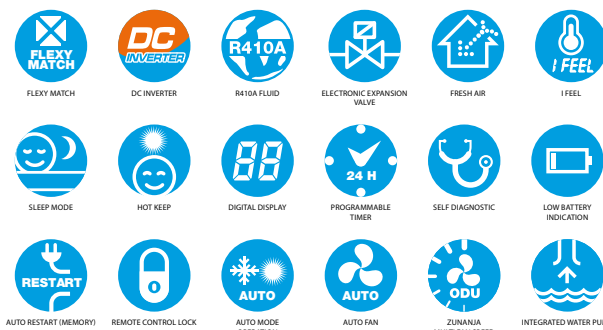 FLEXY
MATCH
DC
INVERTER
R410A
I FEEL
FLEXY MATCH
DC INVERTER
R410A FLUID
ELECTRONIC EXPANSION
VALVE
FRESH AIR
I FEEL
88
24 H
SLEEP MODE
HOT KEEP
DIGITAL DISPLAY
PROGRAMMABLE
TIMER
SELF DIAGNOSTIC
LOW BATTERY
INDICATION
RESTART
AUTO
AUTO
ODU
AUTO RESTART (MEMORY)
REMOTE CONTROL LOCK
AUTO MODE
AUTO FAN
ZUNANJA
INTEGRATED WATER